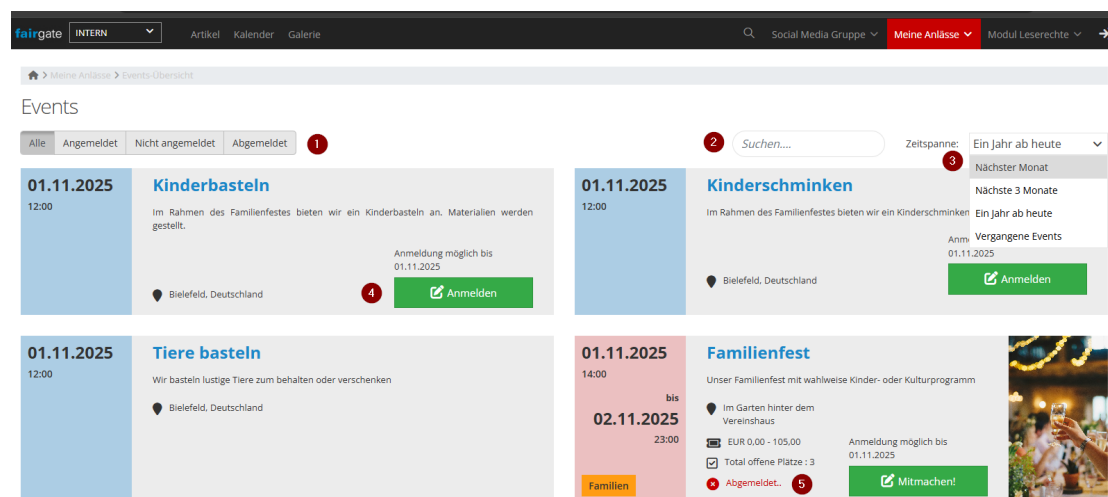 fairgate INTERN Artikel Kalender Galerie Social Media Gruppe Meine Anlässe Modul Leserechte
Meine Anlässe > Events-Übersicht
Events
Alle Angemeldet Nicht angemeldet Abgemeldet 1 2 Suchen.... Zeitspanne: Ein Jahr ab heute
3 Nächster Monat
Nächste 3 Monate
Ein Jahr ab heute
Vergangene Events
01.11.2025
12:00
Kinderbasteln
Im Rahmen des Familienfestes bieten wir ein Kinderbasteln an. Materialien werden
gestellt.
Anmeldung möglich bis
01.11.2025
Bielefeld, Deutschland
4 Anmelden
01.11.2025
12:00
Kinderschminken
Im Rahmen des Familienfestes bieten wir ein Kinderschminken
01.11.2025
Bielefeld, Deutschland
Anmelden
01.11.2025
12:00
Tiere basteln
Wir basteln lustige Tiere zum behalten oder verschenken
Bielefeld, Deutschland
01.11.2025
14:00
bis
02.11.2025
23:00
Familien
Familienfest
Unser Familienfest mit wahlweise Kinder- oder Kulturprogramm
Im Garten hinter dem
Vereinshaus
EUR 0,00 - 105,00
Total offene Plätze : 3
Abgemeldet.. 5
Anmeldung möglich bis
01.11.2025
Mitmachen!